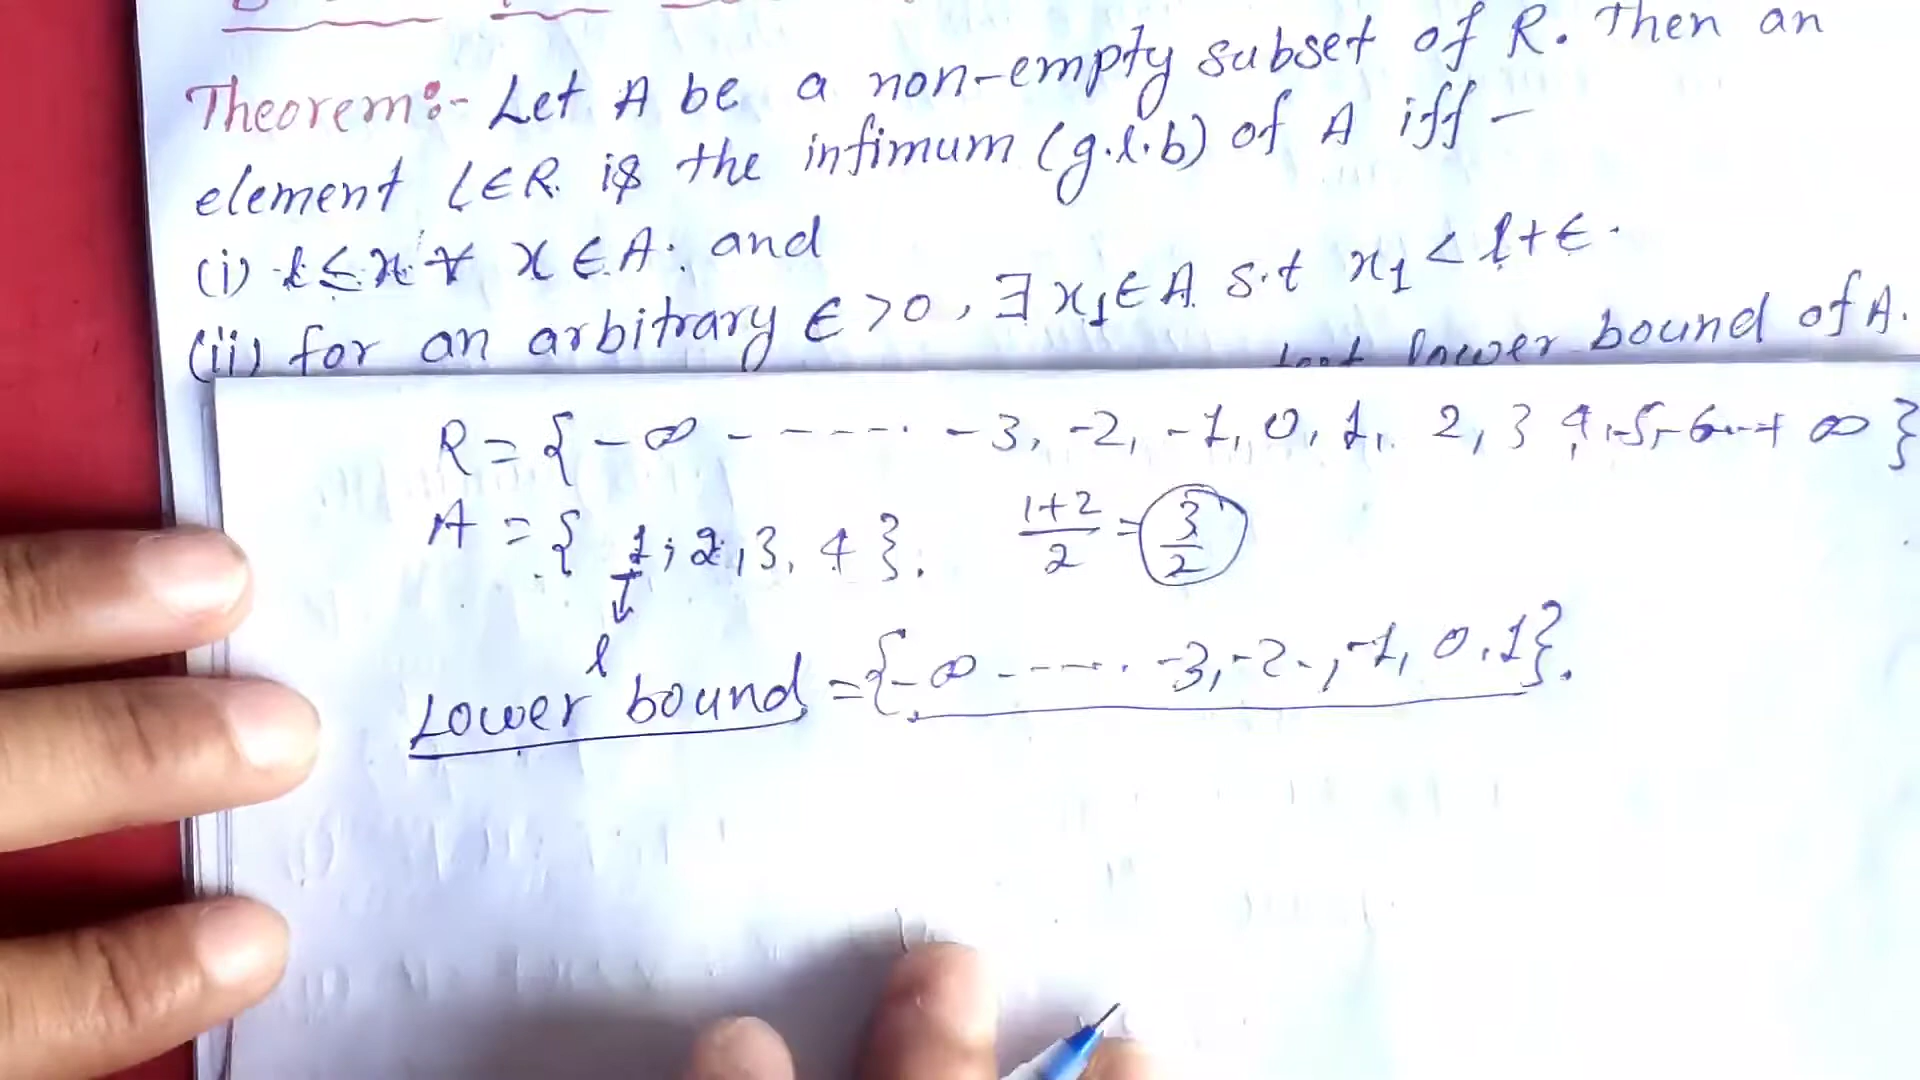 Theorem:- Let A be a non-empty subset of R. Then an
element l∈R. is the infimum (g.l.b) of A iff –
(i) l ≤ x ∀ x ∈ A. and
(ii) for an arbitrary ϵ > 0, ∃ x₁ ∈ A s.t x₁ < l + ϵ.
lower bound of A.
R = { -∞ - - - - - ..... -3, -2, -1, 0, 1, 2, 3 4, 5, 6...+ ∞ }
A = { 1, 2, 3, 4 }. 1+2/2 = 3/2
l
Lower bound = {-∞ - - - .... -3, -2, -1, 0, 1}.